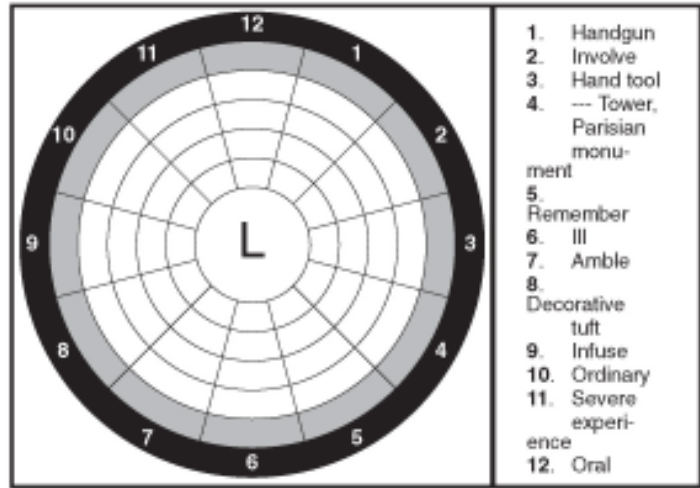 12
11
1
10
2
9
L
3
8
4
7
5
6
1. Handgun
2. Involve
3. Hand tool
4. --- Tower,
Parisian
monu-
ment
5.
Remember
6. Ill
7. Amble
8.
Decorative
tuft
9. Infuse
10. Ordinary
11. Severe
experi-
ence
12. Oral